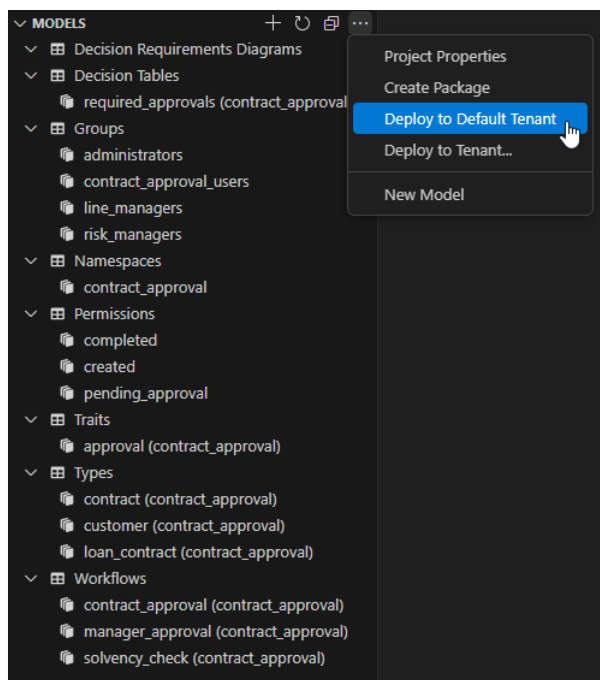 MODELS
Decision Requirements Diagrams
Decision Tables
required_approvals (contract_approval
Groups
administrators
contract_approval_users
line_managers
risk_managers
Namespaces
contract_approval
Permissions
completed
created
pending_approval
Traits
approval (contract_approval)
Types
contract (contract_approval)
customer (contract_approval)
loan_contract (contract_approval)
Workflows
contract_approval (contract_approval)
manager_approval (contract_approval)
solvency_check (contract_approval)
Project Properties
Create Package
Deploy to Default Tenant
Deploy to Tenant...
New Model